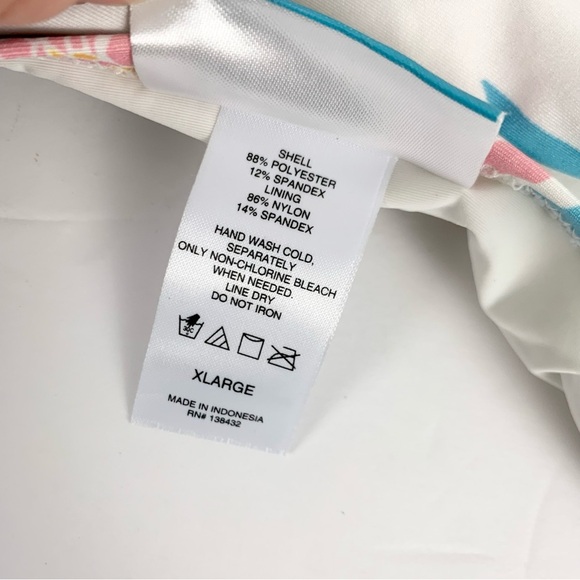 SHELL
88% POLYESTER
12% SPANDEX
LINING
86% NYLON
14% SPANDEX
HAND WASH COLD,
SEPARATELY
ONLY NON-CHLORINE BLEACH
WHEN NEEDED.
LINE DRY
DO NOT IRON
30C
XLARGE
MADE IN INDONESIA
RN# 138432